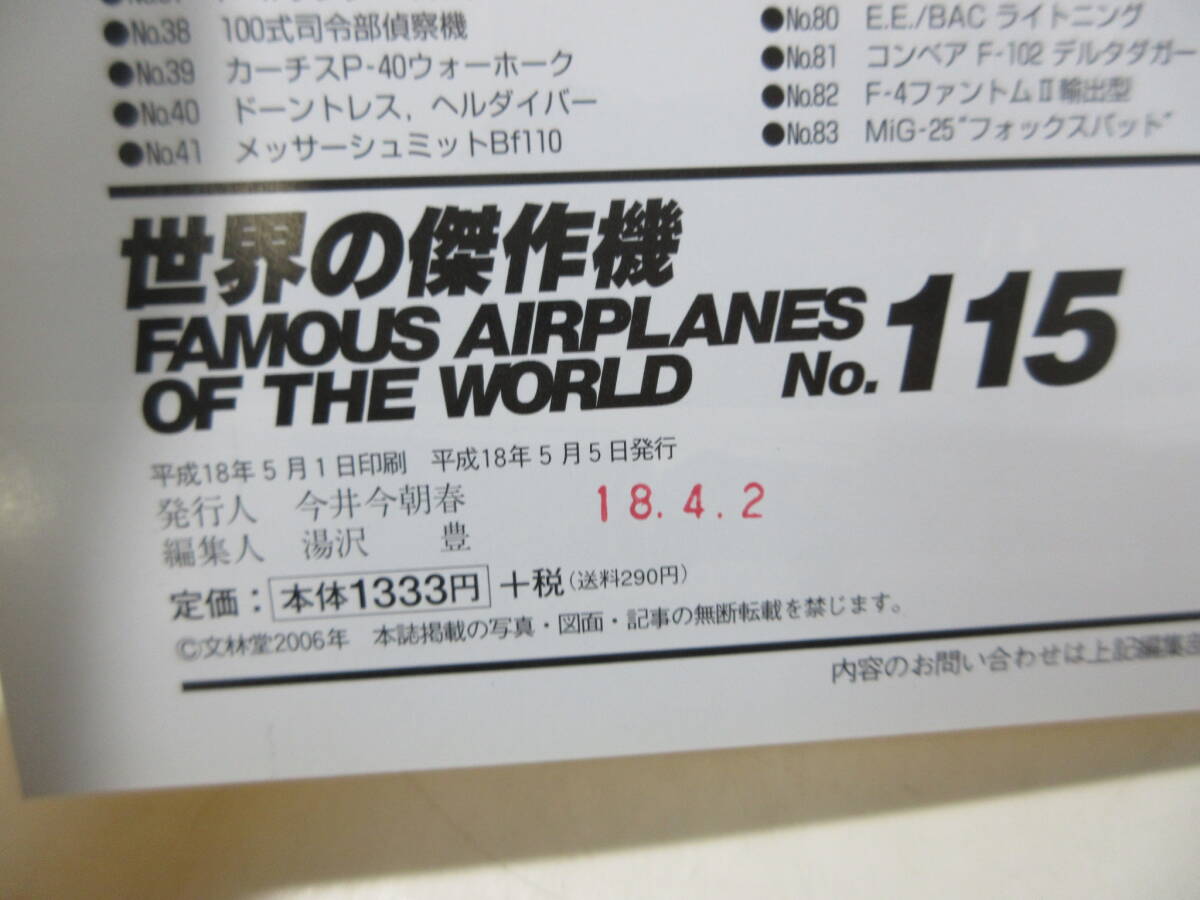 ●No.38 100式司令部偵察機
●No.39 カーチスP-40ウォーホーク
●No.40 ドーントレス，ヘルダイバー
●No.41 メッサーシュミットBf110
●No.80 E.E./BAC ライトニング
●No.81 コンベア F-102 デルタダガー
●No.82 F-4ファントムⅡ輸出型
●No.83 MiG-25“フォックスバット”
世界の傑作機
FAMOUS AIRPLANES
OF THE WORLD No.115
平成18年5月1日印刷 平成18年5月5日発行
発行人 今井今朝春
編集人 湯沢 豊
18.4.2
定価：本体1333円＋税（送料290円）
©文林堂2006年 本誌掲載の写真・図面・記事の無断転載を禁じます。
内容のお問い合わせは上記編集